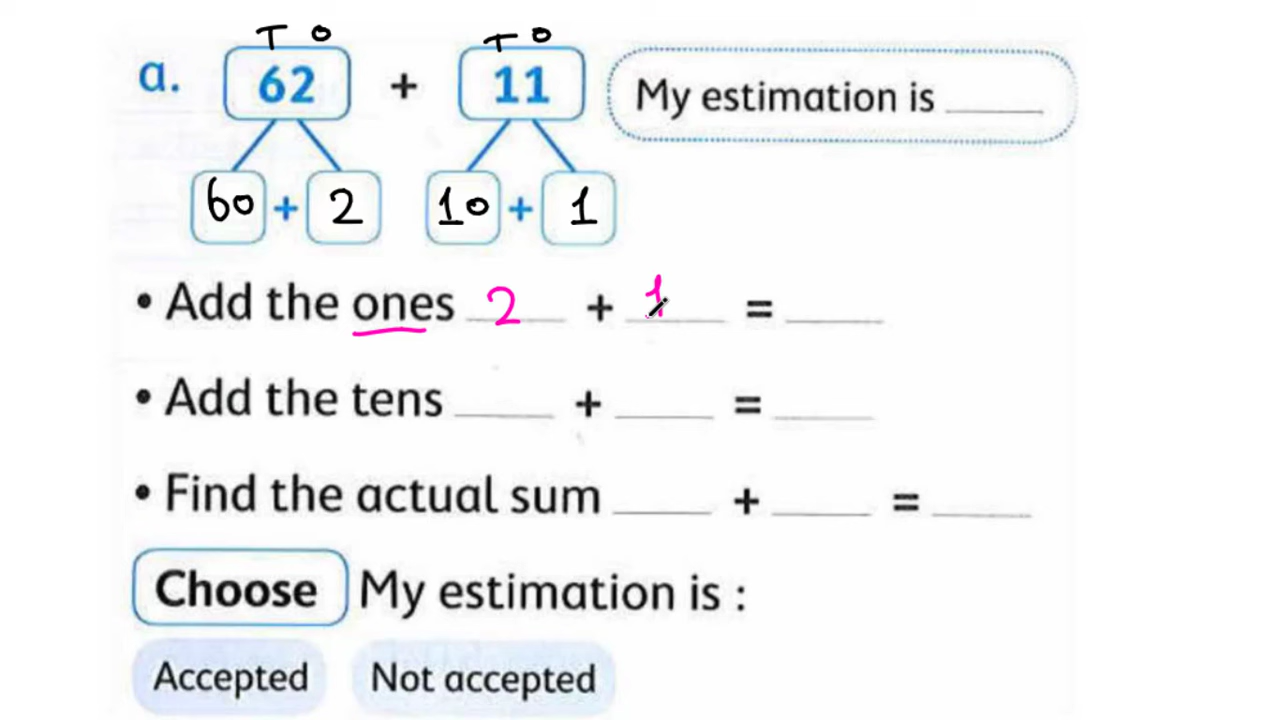 T O T O
a. 62 + 11 My estimation is ____
60 + 2 10 + 1
• Add the ones 2 + 1 = ____
• Add the tens ____ + ____ = ____
• Find the actual sum ____ + ____ = ____
Choose My estimation is :
Accepted Not accepted